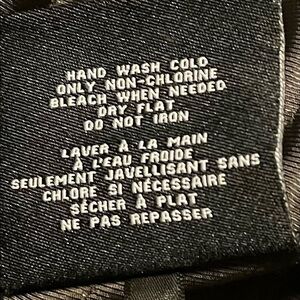 HAND WASH COLD
ONLY NON-CHLORINE
BLEACH WHEN NEEDED
DRY FLAT
DO NOT IRON
LAVER À LA MAIN
À L'EAU FROIDE
SEULEMENT JAVELLISANT SANS
CHLORE SI NÉCESSAIRE
SÉCHER À PLAT
NE PAS REPASSER